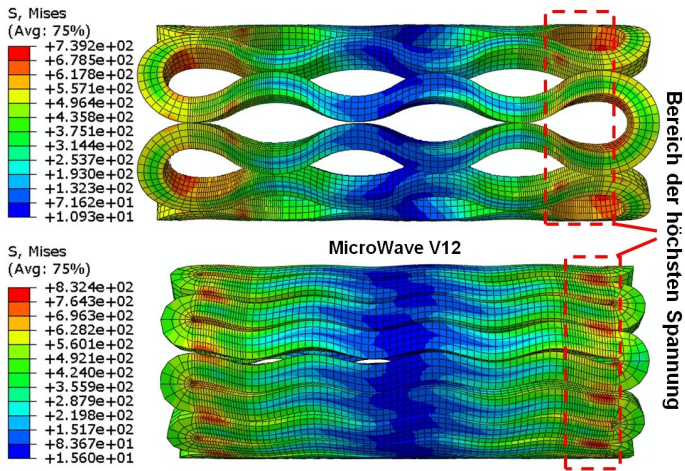 S, Mises
(Avg: 75%)
+7.392e+02
+6.785e+02
+6.178e+02
+5.571e+02
+4.964e+02
+4.358e+02
+3.751e+02
+3.144e+02
+2.537e+02
+1.930e+02
+1.323e+02
+7.162e+01
+1.093e+01
Bereich der höchsten Spannung
MicroWave V12
S, Mises
(Avg: 75%)
+8.324e+02
+7.643e+02
+6.963e+02
+6.282e+02
+5.601e+02
+4.921e+02
+4.240e+02
+3.559e+02
+2.879e+02
+2.198e+02
+1.517e+02
+8.367e+01
+1.560e+01